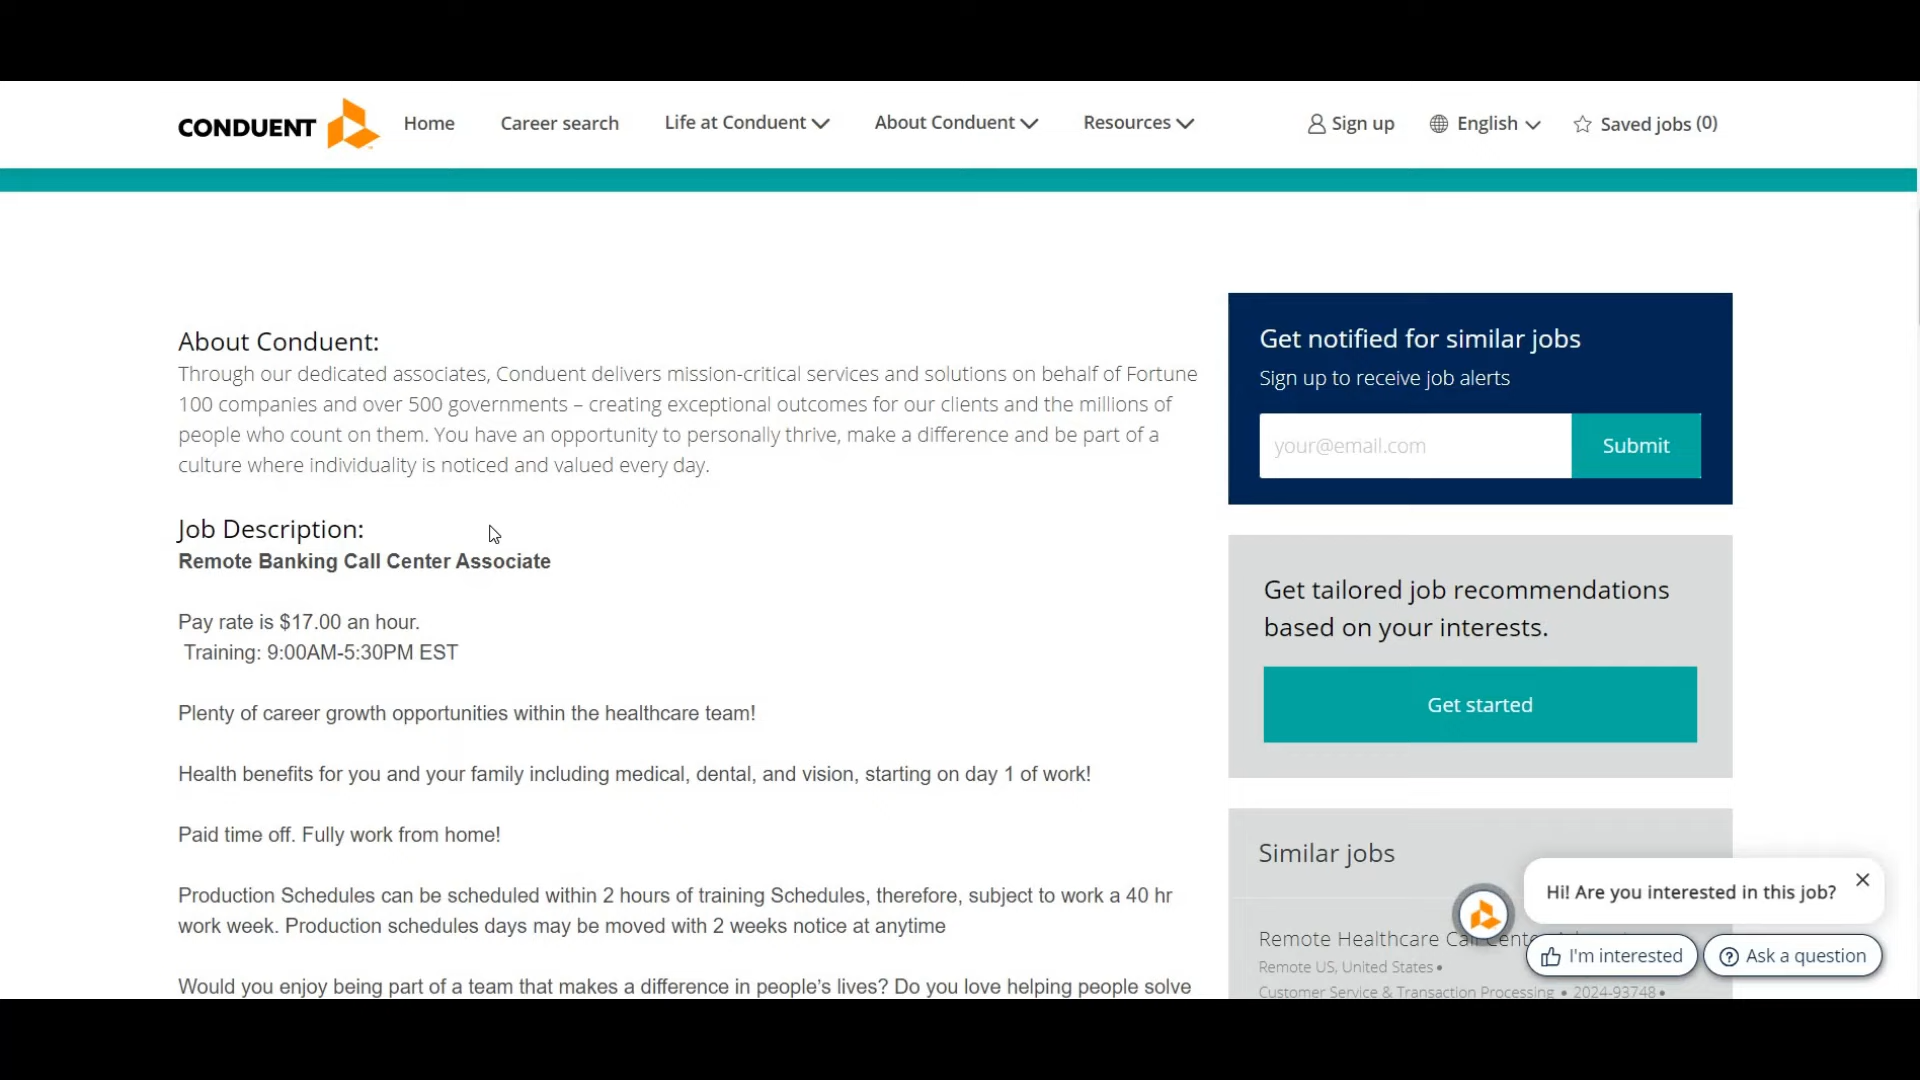 CONDUENT Home Career search Life at Conduent About Conduent Resources Sign up English Saved jobs (0)
About Conduent:
Through our dedicated associates, Conduent delivers mission-critical services and solutions on behalf of Fortune
100 companies and over 500 governments – creating exceptional outcomes for our clients and the millions of
people who count on them. You have an opportunity to personally thrive, make a difference and be part of a
culture where individuality is noticed and valued every day.
Job Description:
Remote Banking Call Center Associate
Pay rate is $17.00 an hour.
Training: 9:00AM-5:30PM EST
Plenty of career growth opportunities within the healthcare team!
Health benefits for you and your family including medical, dental, and vision, starting on day 1 of work!
Paid time off. Fully work from home!
Production Schedules can be scheduled within 2 hours of training Schedules, therefore, subject to work a 40 hr
work week. Production schedules days may be moved with 2 weeks notice at anytime
Would you enjoy being part of a team that makes a difference in people's lives? Do you love helping people solve
Get notified for similar jobs
Sign up to receive job alerts
your@email.com Submit
Get tailored job recommendations
based on your interests.
Get started
Similar jobs
Remote Healthcare Call
Remote US, United States •
Customer Service & Transaction Processing • 2024-93748 •
Hi! Are you interested in this job?
I'm interested Ask a question